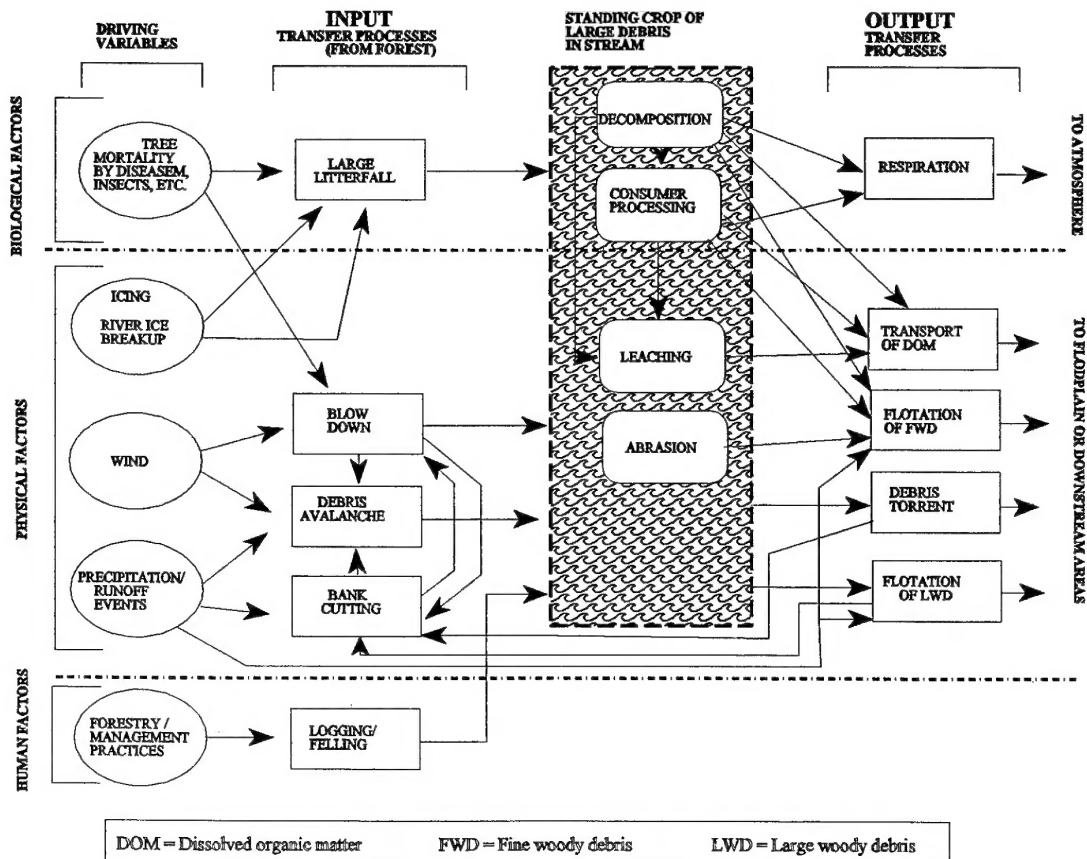 DRIVING
VARIABLES
INPUT
TRANSFER PROCESSES
(FROM FOREST)
STANDING CROP OF
LARGE DEBRIS
IN STREAM
OUTPUT
TRANSFER
PROCESSES
BIOLOGICAL FACTORS
TREE
MORTALITY
BY DISEASEM,
INSECTS, ETC.
LARGE
LITTERFALL
DECOMPOSITION
CONSUMER
PROCESSING
RESPIRATION
TO ATMOSPHERE
PHYSICAL FACTORS
ICING
RIVER ICE
BREAKUP
WIND
PRECIPITATION/
RUNOFF
EVENTS
BLOW
DOWN
DEBRIS
AVALANCHE
BANK
CUTTING
LEACHING
ABRASION
TRANSPORT
OF DOM
FLOTATION
OF FWD
DEBRIS
TORRENT
FLOTATION
OF LWD
TO FLODPLAIN OR DOWNSTREAM AREAS
HUMAN FACTORS
FORESTRY /
MANAGEMENT
PRACTICES
LOGGING/
FELLING
DOM = Dissolved organic matter FWD = Fine woody debris LWD = Large woody debris